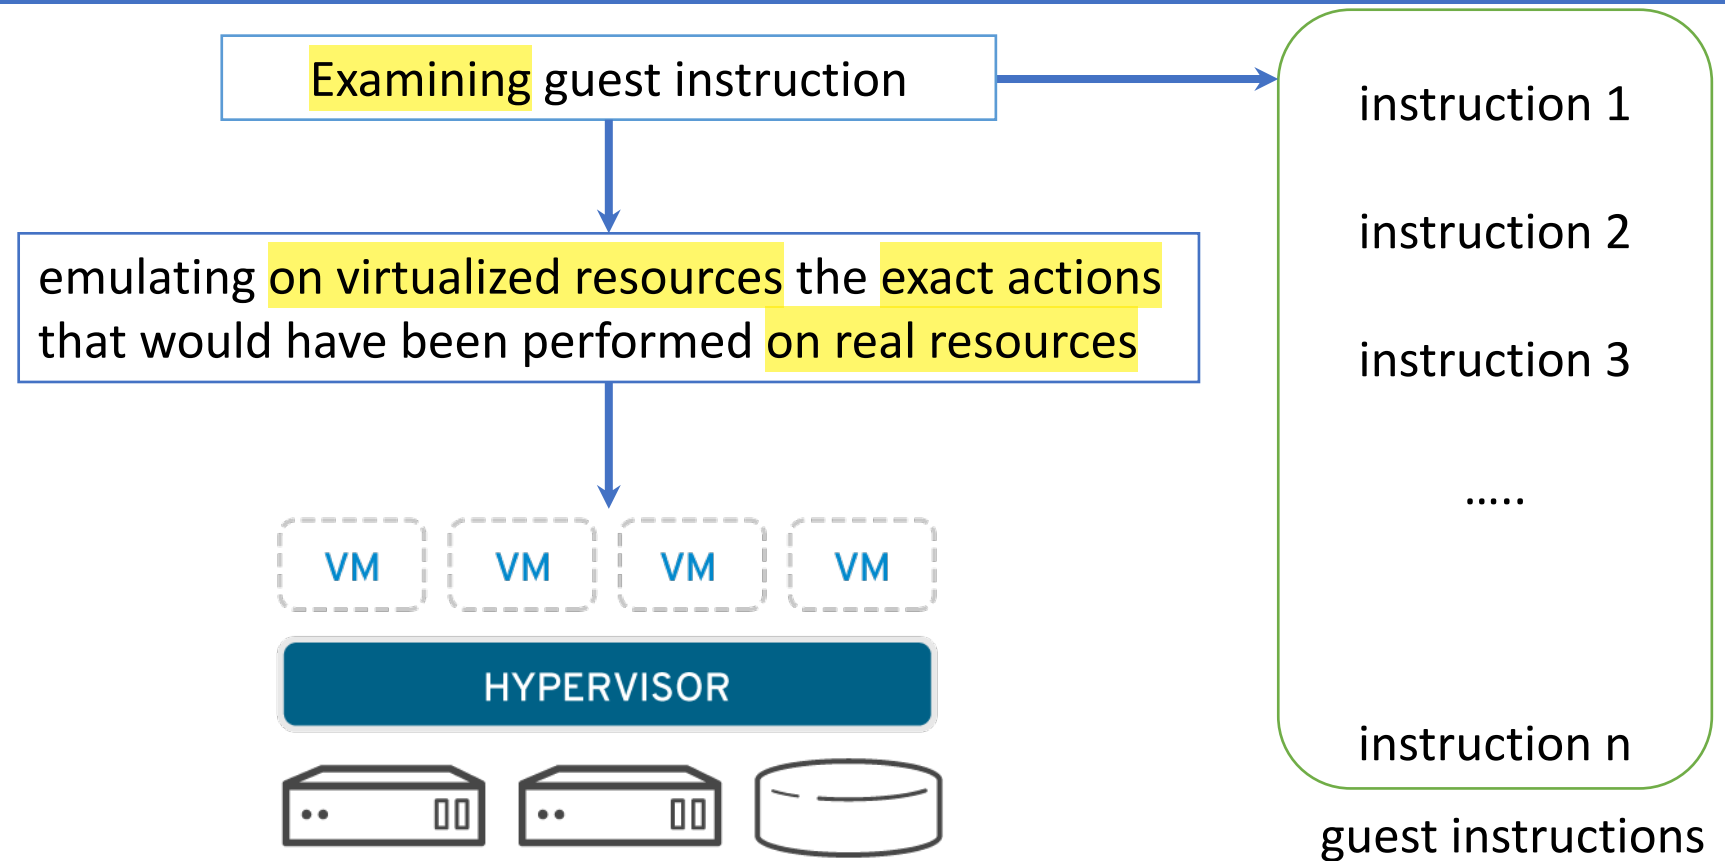 Examining guest instruction
emulating on virtualized resources the exact actions
that would have been performed on real resources
VM VM VM VM
HYPERVISOR
instruction 1
instruction 2
instruction 3
.....
instruction n
guest instructions